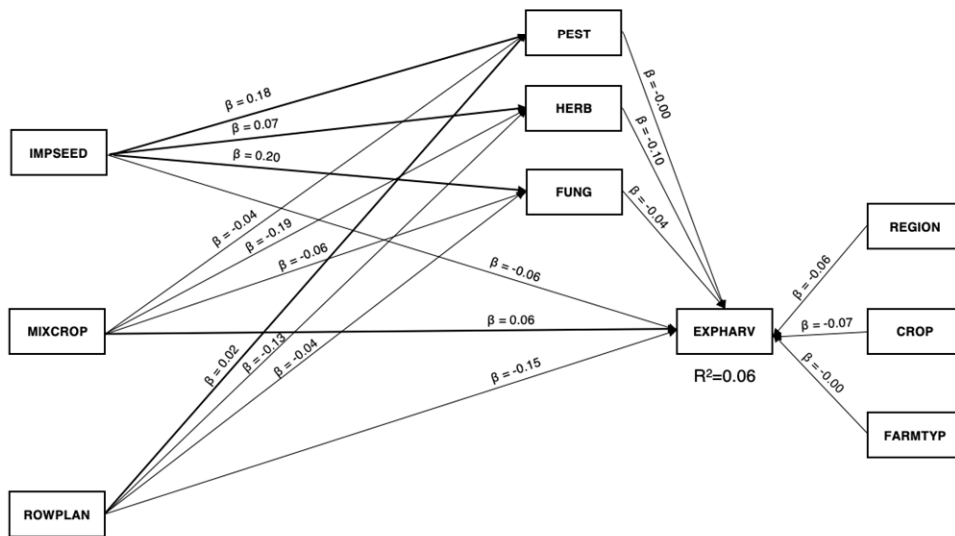 PEST
β = 0.18
β = -0.00
HERB
β = 0.07
β = -0.10
IMPSEED
β = 0.20
FUNG
β = -0.04
β = -0.04
β = -0.19
β = -0.06
β = -0.06
REGION
β = -0.06
MIXCROP
β = 0.06
EXPHARV
β = -0.07
CROP
R²=0.06
β = 0.02
β = -0.13
β = -0.04
β = -0.15
β = -0.00
FARMTYP
ROWPLAN